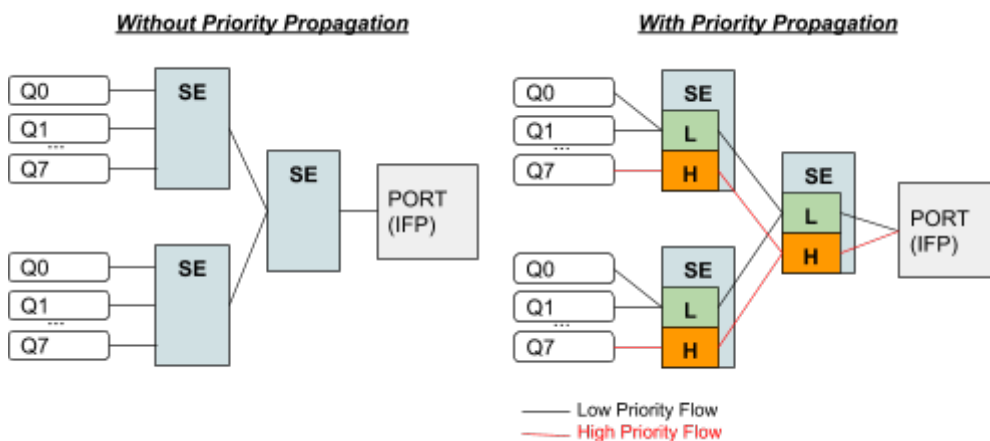 Without Priority Propagation
Q0
Q1
...
Q7
SE
Q0
Q1
...
Q7
SE
SE
PORT
(IFP)
With Priority Propagation
Q0
Q1
...
Q7
SE
L
H
Q0
Q1
...
Q7
SE
L
H
SE
L
H
PORT
(IFP)
Low Priority Flow
High Priority Flow